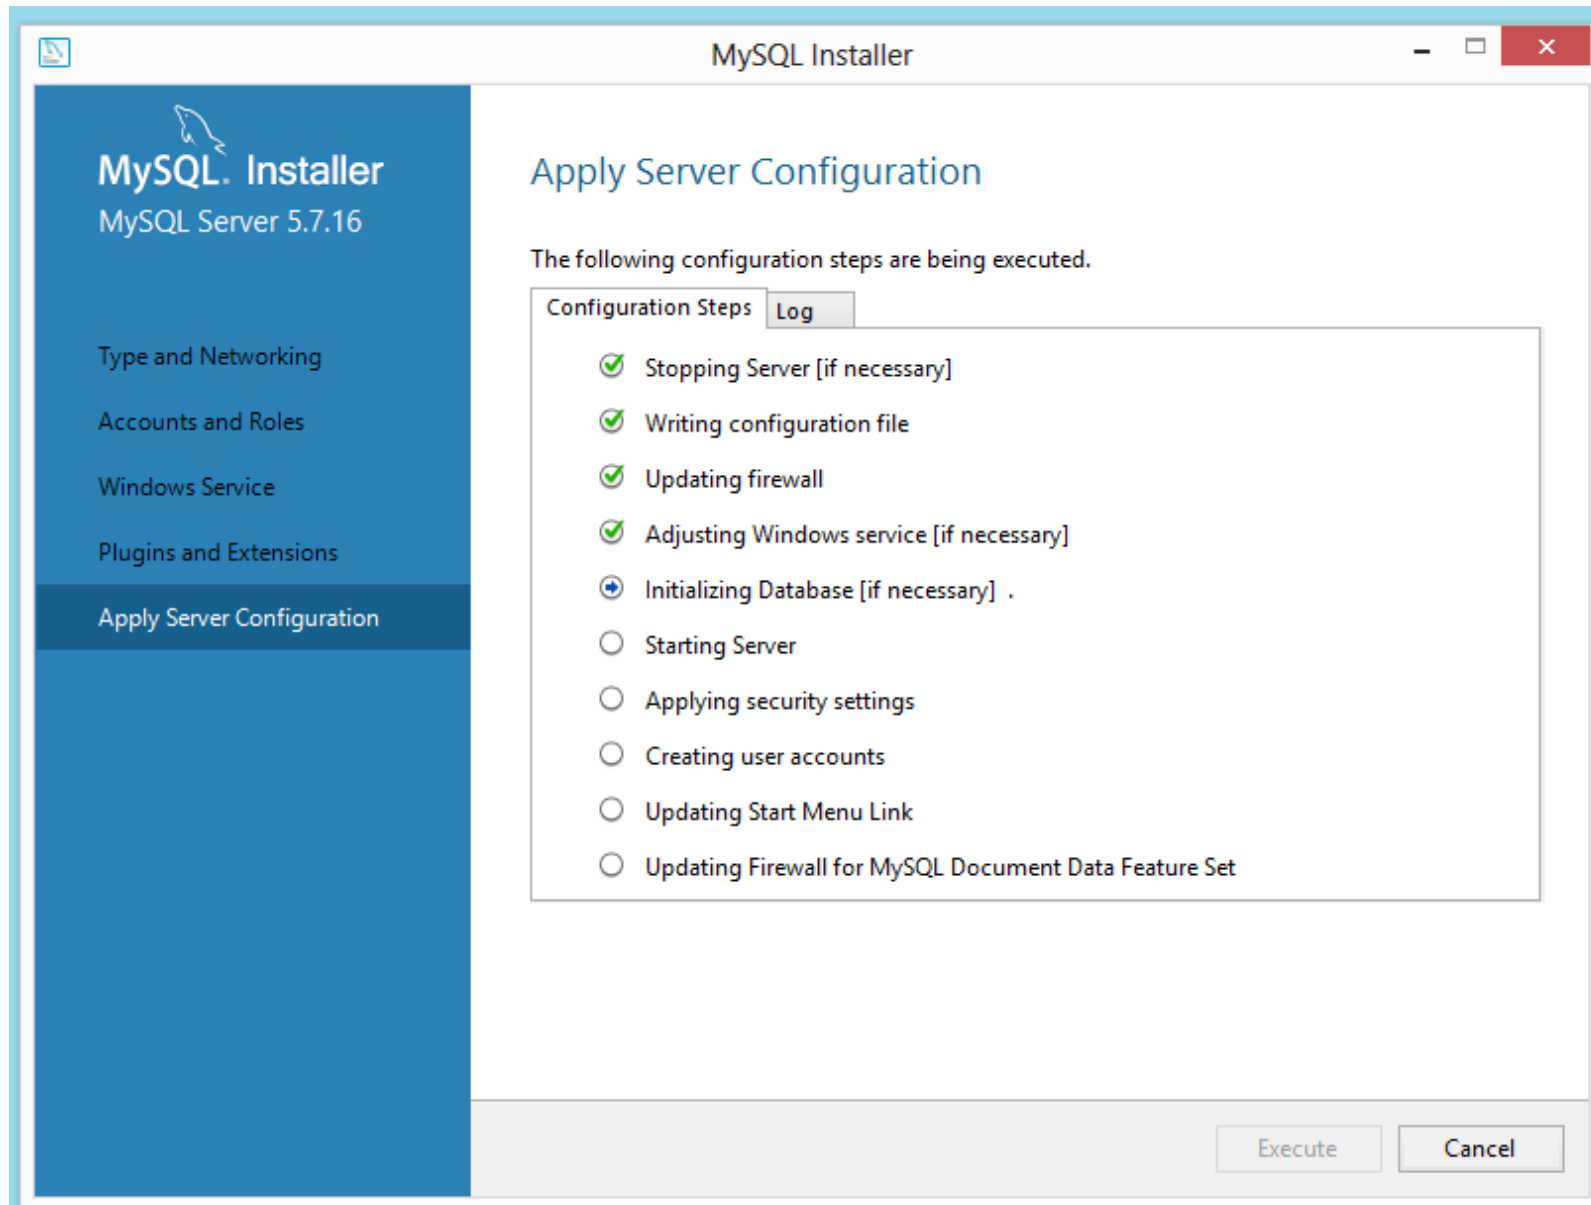 MySQL Installer
MySQL. Installer
MySQL Server 5.7.16
Type and Networking
Accounts and Roles
Windows Service
Plugins and Extensions
Apply Server Configuration
Apply Server Configuration
The following configuration steps are being executed.
Configuration Steps
Log
Stopping Server [if necessary]
Writing configuration file
Updating firewall
Adjusting Windows service [if necessary]
Initializing Database [if necessary] .
Starting Server
Applying security settings
Creating user accounts
Updating Start Menu Link
Updating Firewall for MySQL Document Data Feature Set
Execute
Cancel